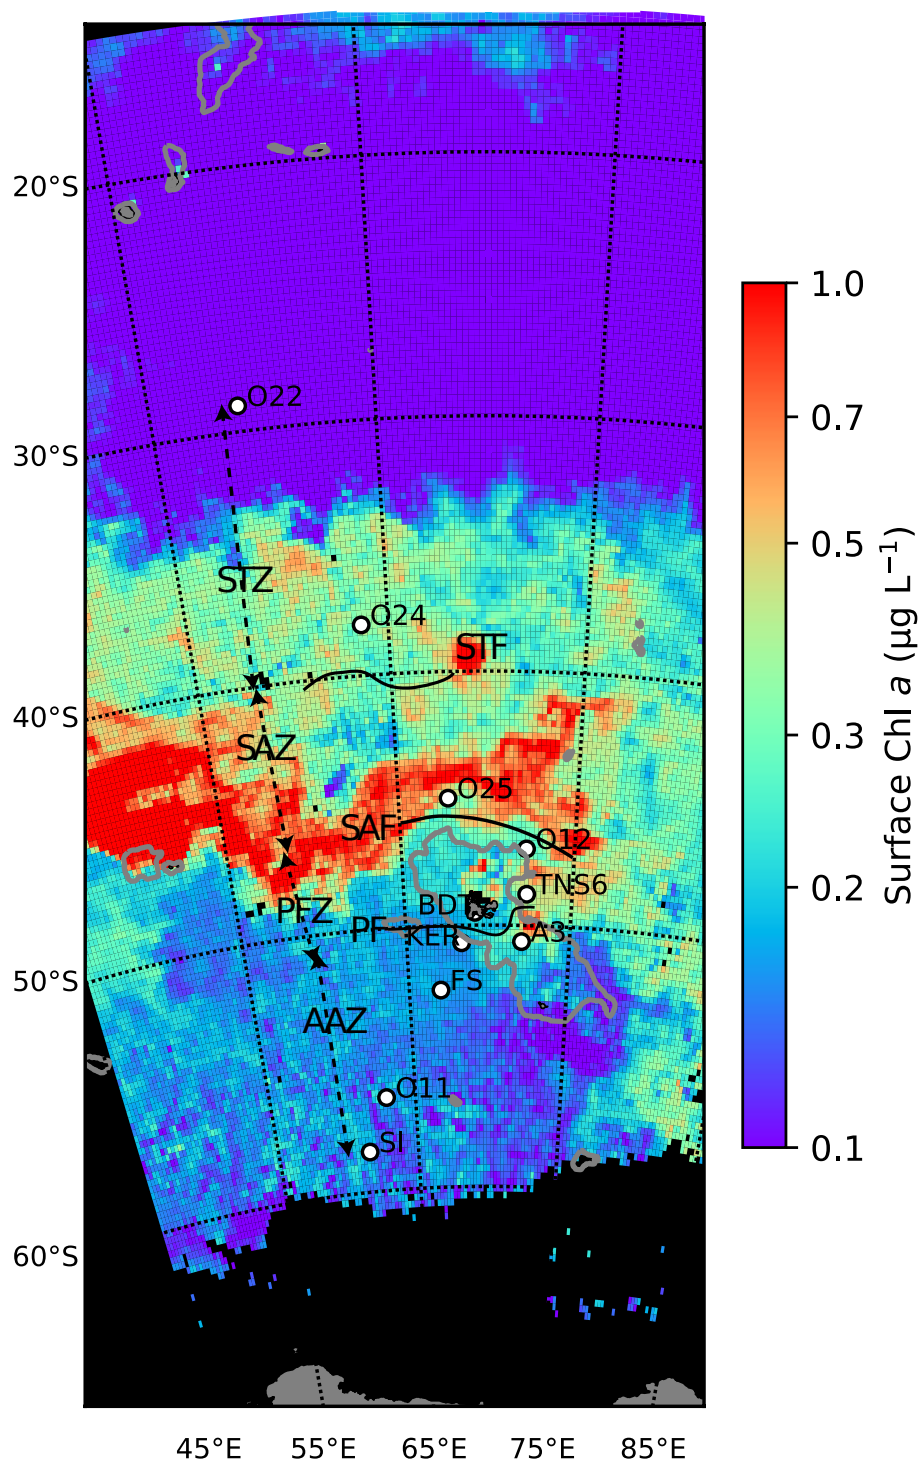 20°S
O22
30°S
STZ
O24
STF
40°S
SAZ
O25
SAF
O12
TNS6
BDT
PFZ
PF
KER
A3
50°S
FS
AAZ
O11
SI
60°S
45°E 55°E 65°E 75°E 85°E
1.0
0.7
0.5
0.3
0.2
0.1
Surface Chl a (µg L⁻¹)